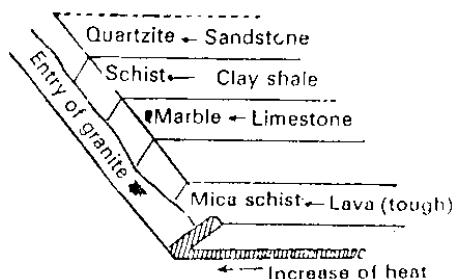 Quartzite ← Sandstone
Schist ← Clay shale
Entry of granite
Marble ← Limestone
Mica schist ← Lava (tough)
← Increase of heat